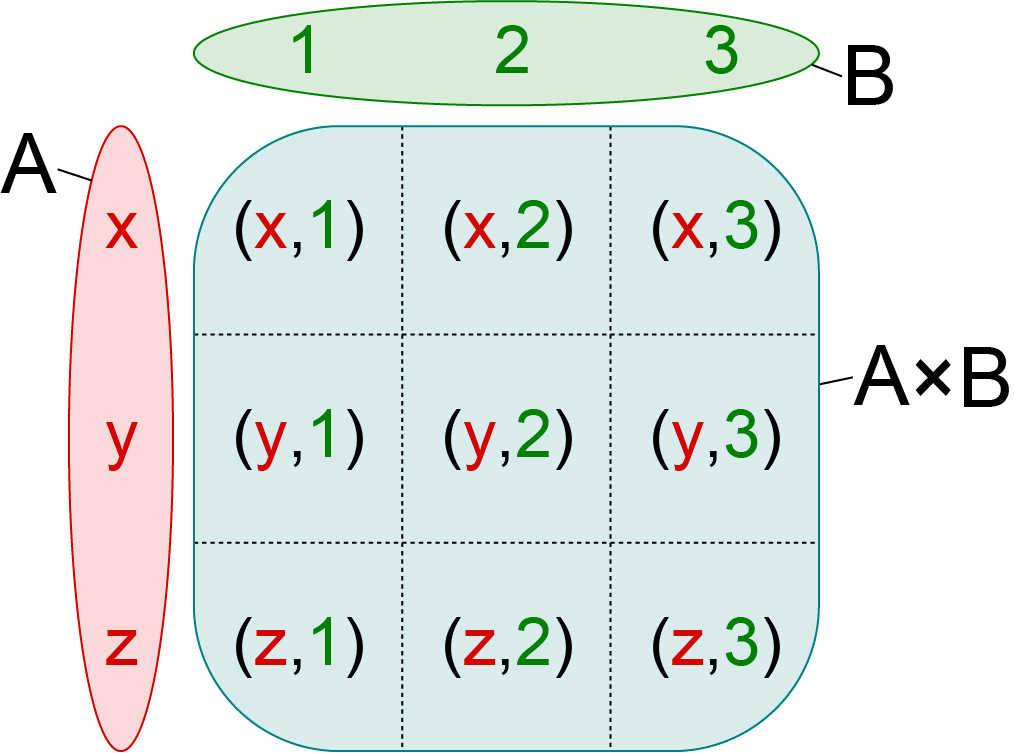 1 2 3
B
A
x (x,1) (x,2) (x,3)
A×B
y (y,1) (y,2) (y,3)
z (z,1) (z,2) (z,3)